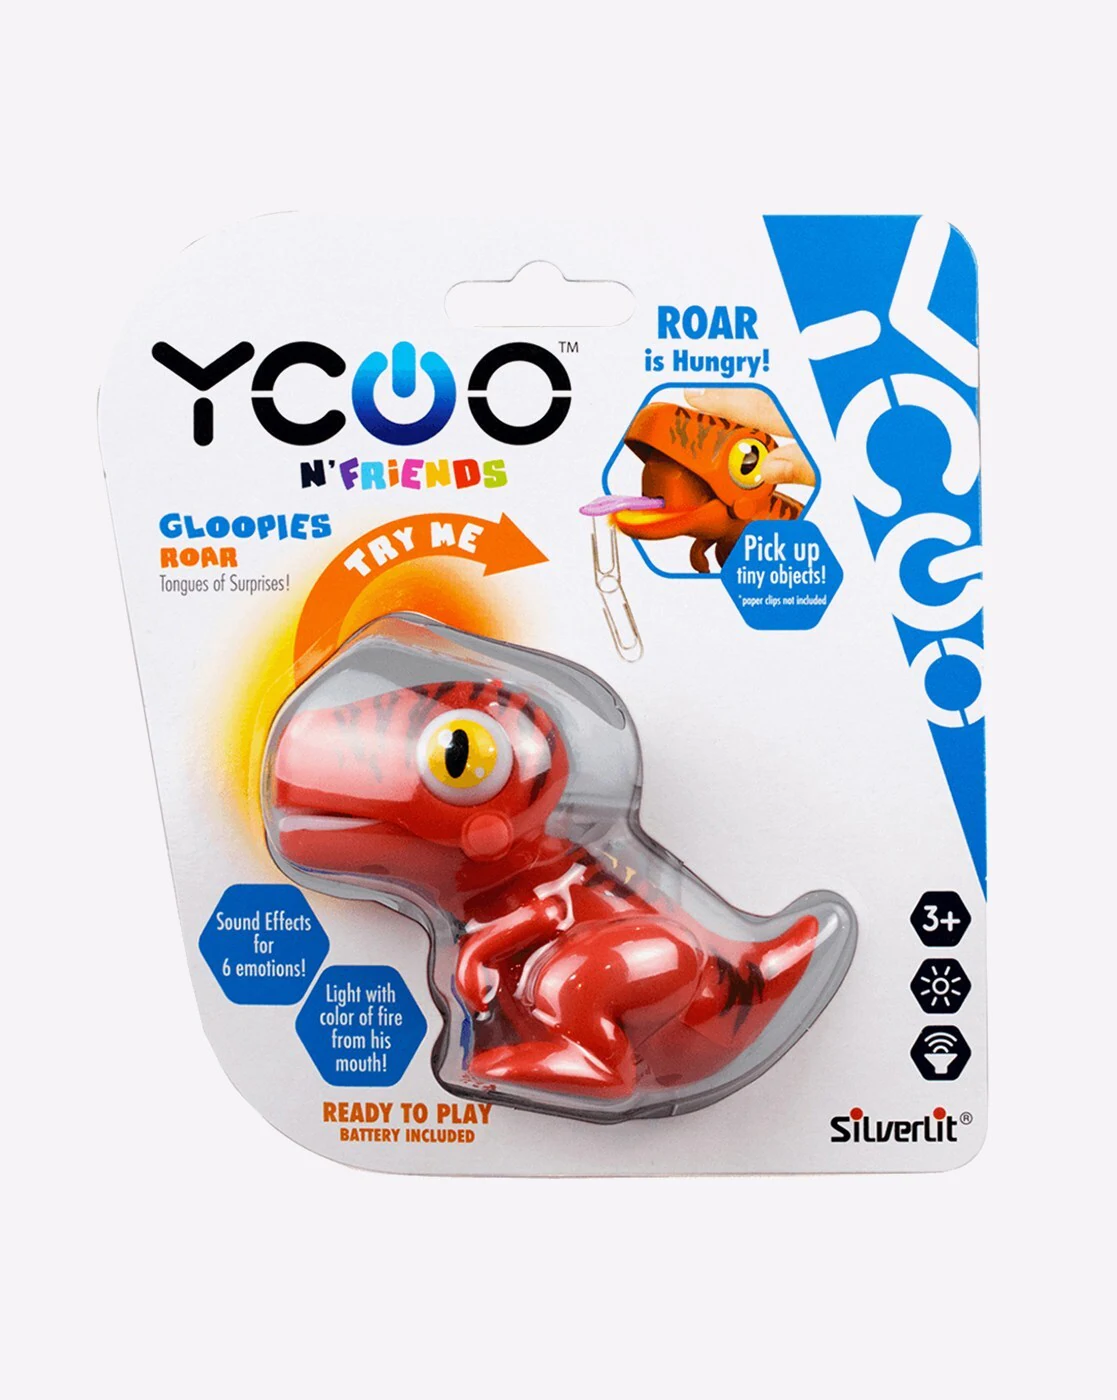 YCOO™
N'FRIENDS
GLOOPIES
ROAR
Tongues of Surprises!
TRY ME
ROAR
is Hungry!
Pick up
tiny objects!
*paper clips not included
YCOO
Sound Effects
for
6 emotions!
Light with
color of fire
from his
mouth!
READY TO PLAY
BATTERY INCLUDED
3+
Silverlit®